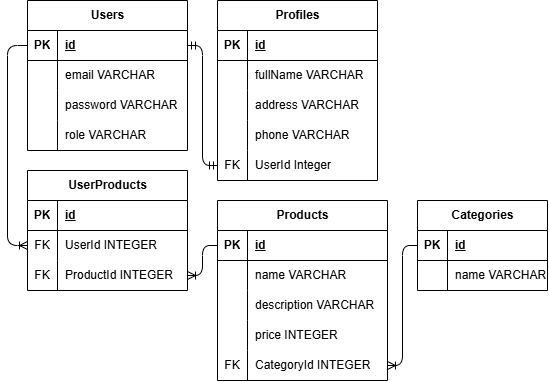 Users
PK id
email VARCHAR
password VARCHAR
role VARCHAR
Profiles
PK id
fullName VARCHAR
address VARCHAR
phone VARCHAR
FK UserId Integer
UserProducts
PK id
FK UserId INTEGER
FK ProductId INTEGER
Products
PK id
name VARCHAR
description VARCHAR
price INTEGER
FK CategoryId INTEGER
Categories
PK id
name VARCHAR